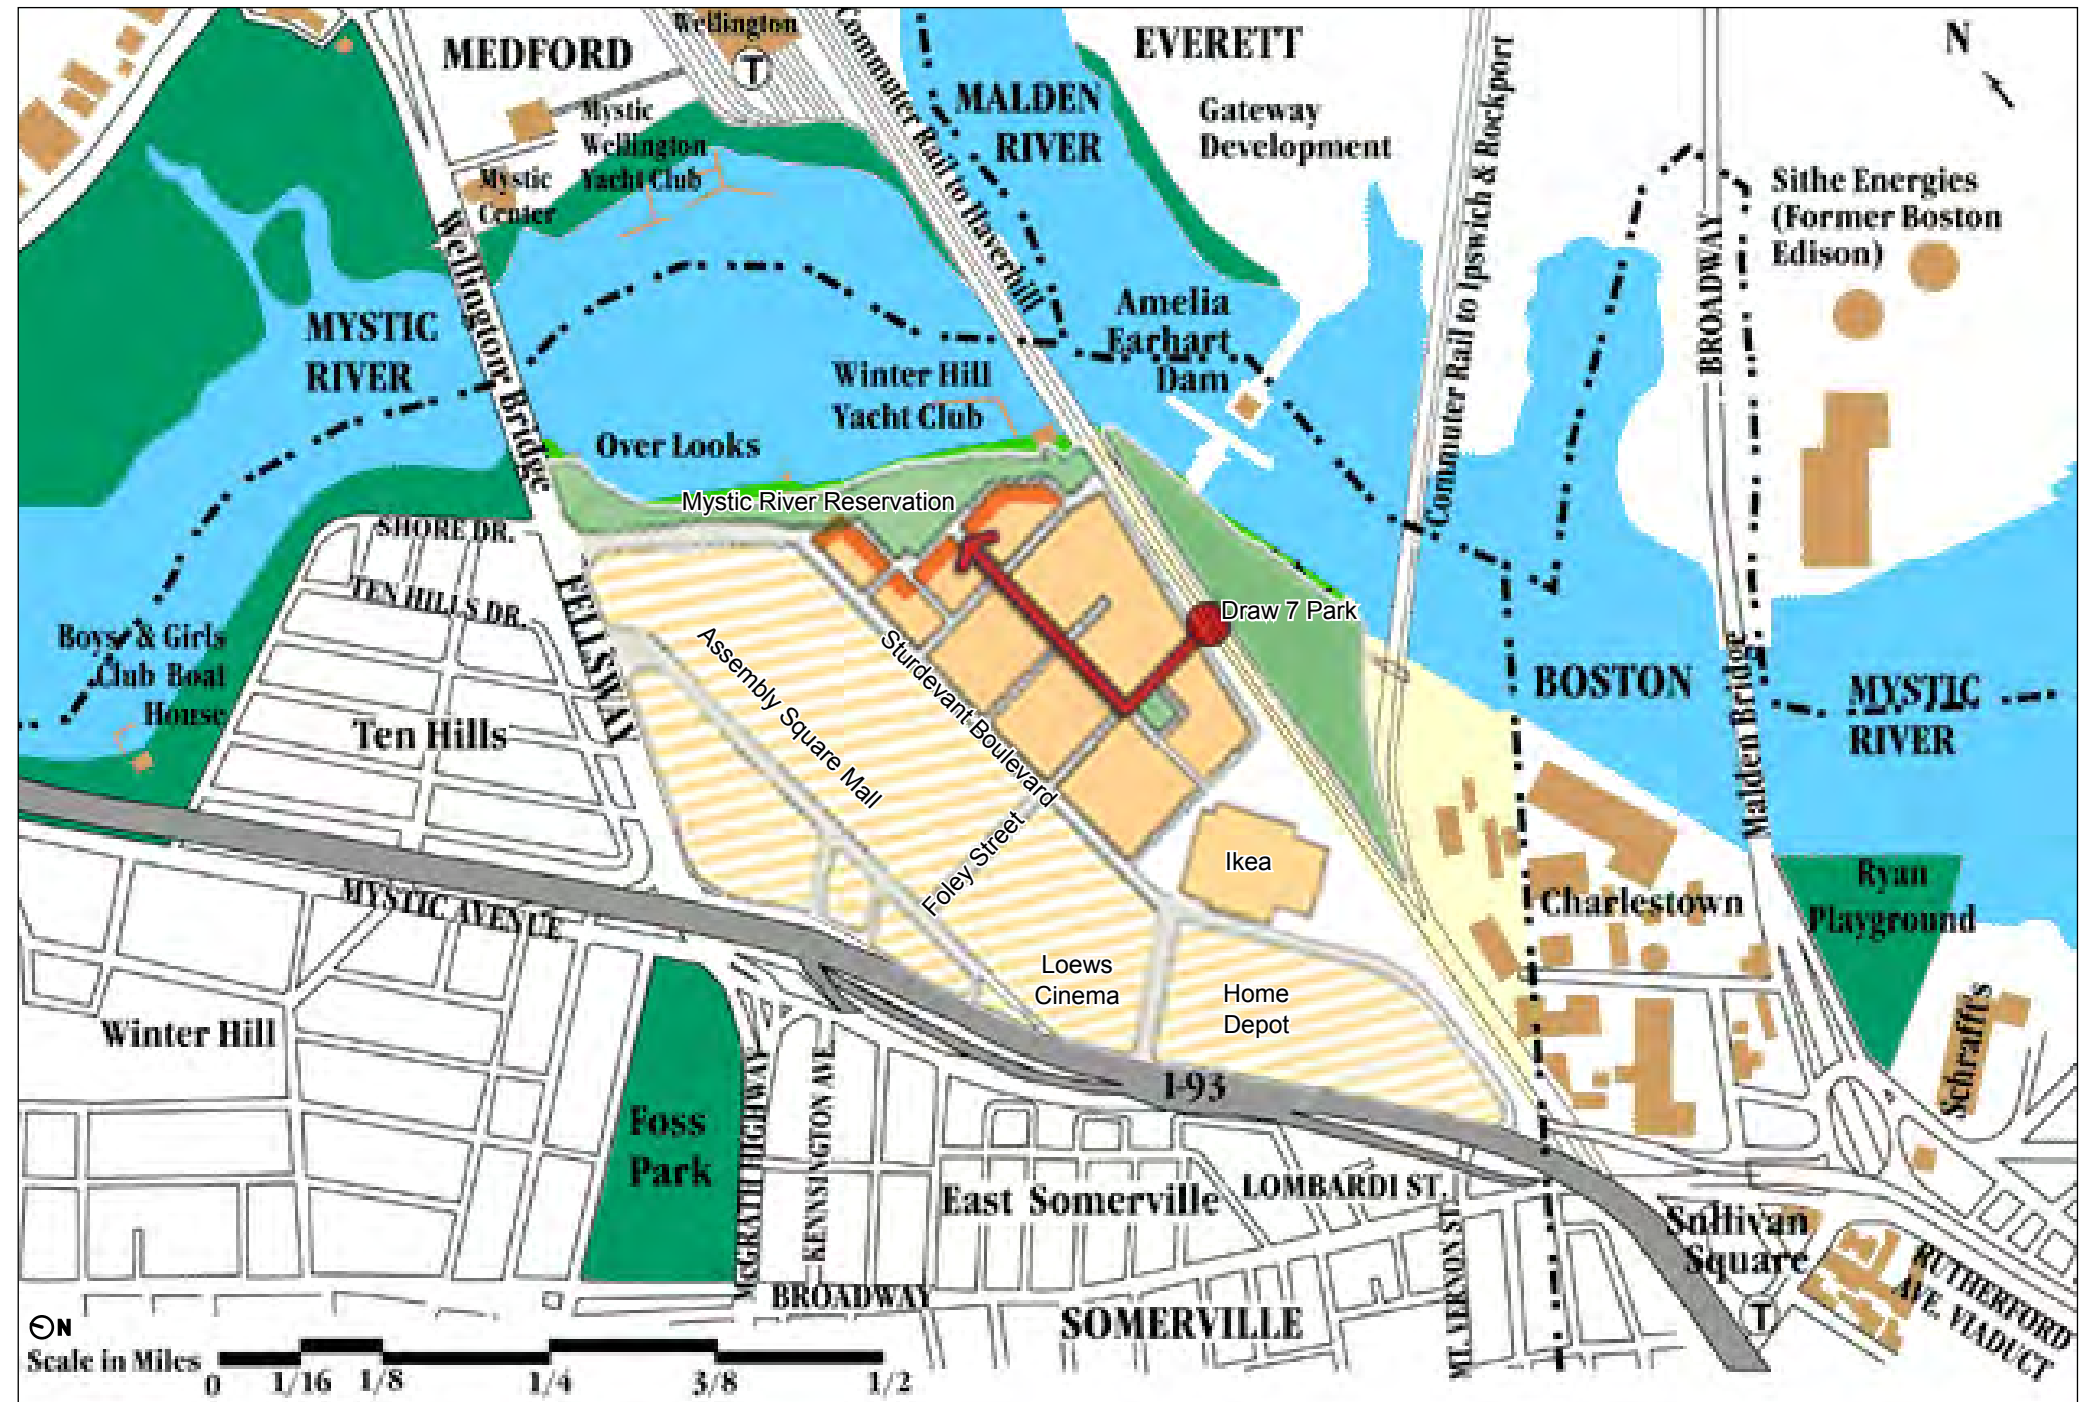 Wellington
T
MEDFORD
Mystic
Wellington
Yacht Club
Mystic
Center
Commuter Rail to Haverhill
MALDEN
RIVER
EVERETT
Gateway
Development
Commuter Rail to Ipswich & Rockport
N
Sithe Energies
(Former Boston
Edison)
BROADWAY
Wellington Bridge
MYSTIC
RIVER
Amelia
Earhart
Dam
Winter Hill
Yacht Club
Over Looks
Mystic River Reservation
SHORE DR.
TEN HILLS DR.
FELLSWAY
Boys & Girls
Club Boat
House
Ten Hills
Assembly Square Mall
Sturdevant Boulevard
Draw 7 Park
BOSTON
Malden Bridge
MYSTIC
RIVER
Foley Street
Ikea
Charlestown
Ryan
Playground
MYSTIC AVENUE
Loews
Cinema
Home
Depot
Schrafft's
Winter Hill
I-93
Foss
Park
McGRATH HIGHWAY
KENNSINGTON AVE.
East Somerville
LOMBARDI ST.
MT. VERNON ST.
Sullivan
Square
T
RUTHERFORD
AVE. VIADUCT
BROADWAY
SOMERVILLE
N
Scale in Miles
0 1/16 1/8 1/4 3/8 1/2